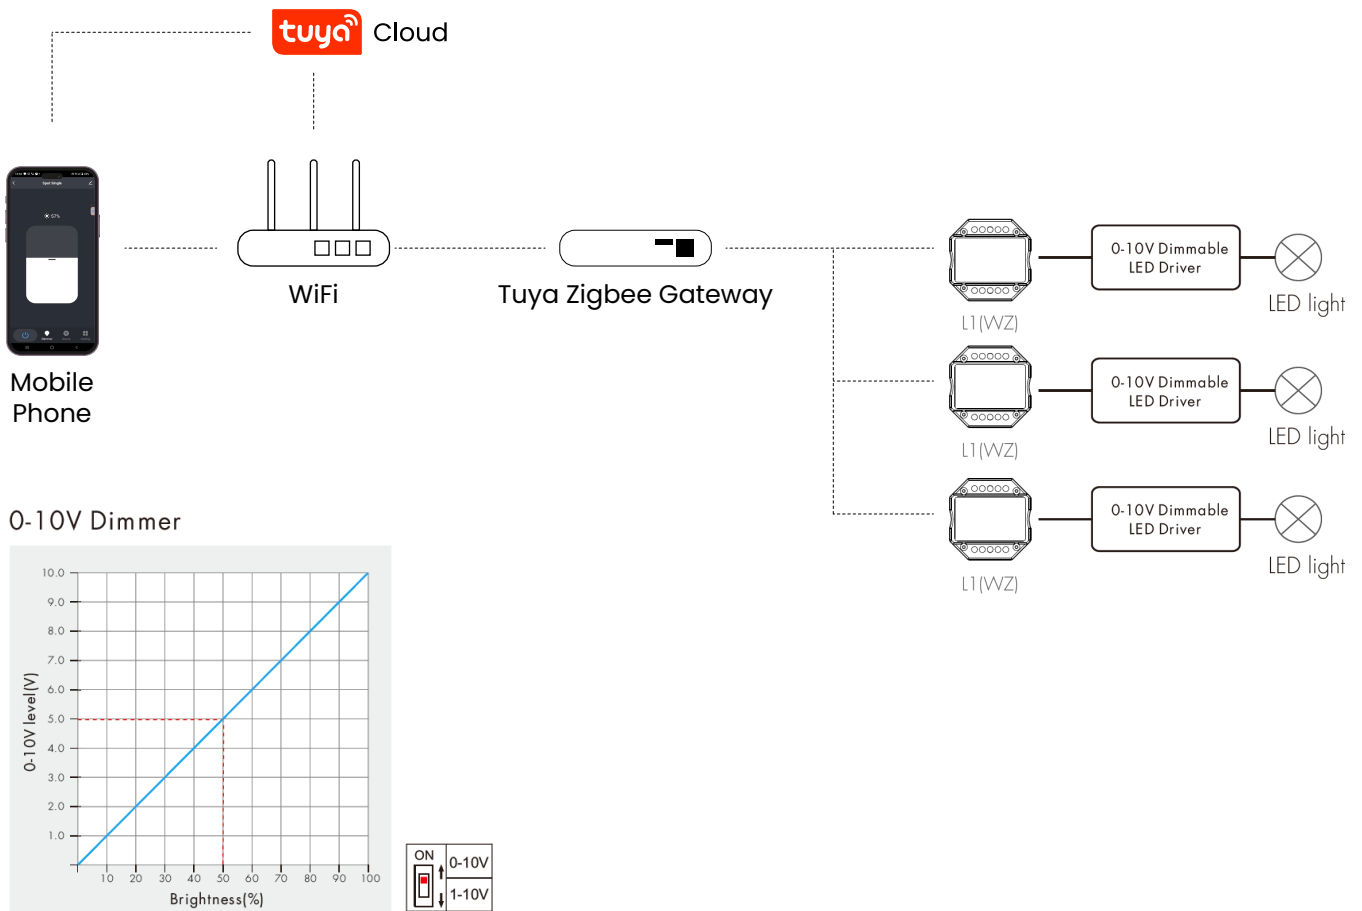 tuya Cloud
Spot Single
57%
WiFi
Tuya Zigbee Gateway
Mobile
Phone
0-10V Dimmable
LED Driver
LED light
L1(WZ)
0-10V Dimmable
LED Driver
LED light
L1(WZ)
0-10V Dimmable
LED Driver
LED light
L1(WZ)
0-10V Dimmer
10.0
9.0
8.0
7.0
6.0
5.0
4.0
3.0
2.0
1.0
0-10V level(V)
10 20 30 40 50 60 70 80 90 100
Brightness(%)
ON
0-10V
1-10V